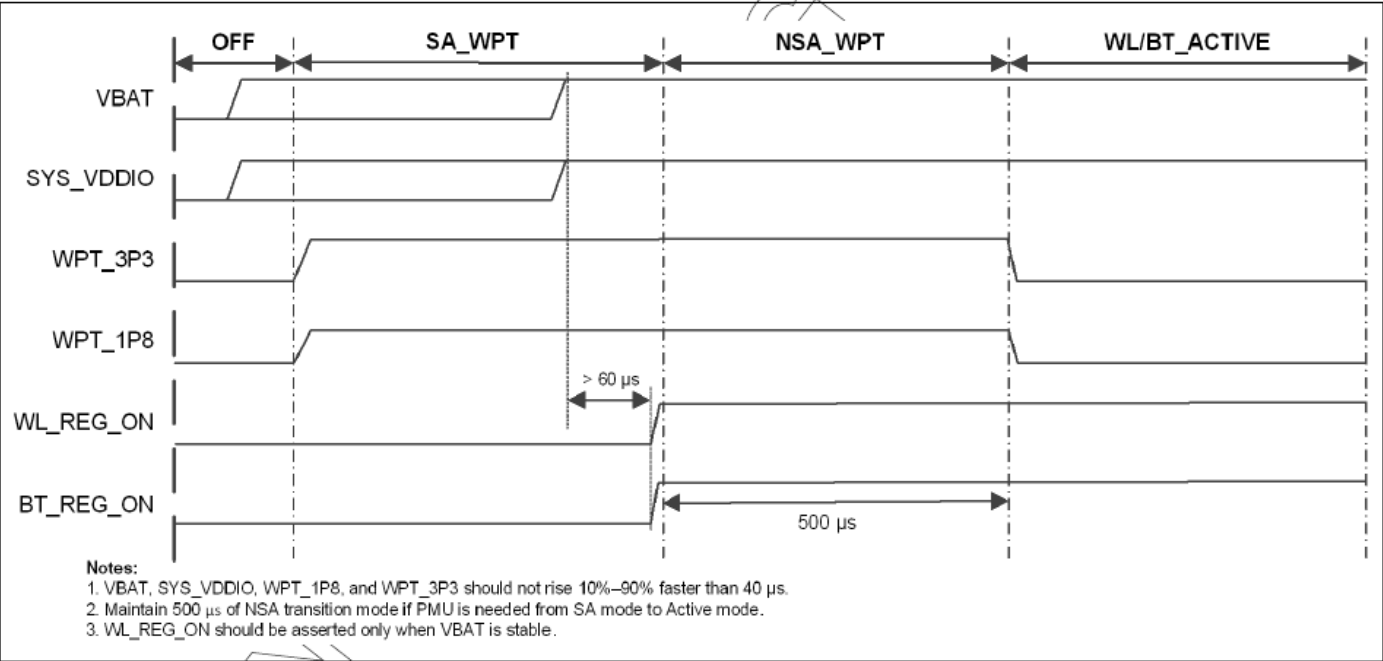 OFF SA_WPT NSA_WPT WL/BT_ACTIVE
VBAT
SYS_VDDIO
WPT_3P3
WPT_1P8
> 60 µs
WL_REG_ON
BT_REG_ON
500 µs
Notes:
1. VBAT, SYS_VDDIO, WPT_1P8, and WPT_3P3 should not rise 10%–90% faster than 40 µs.
2. Maintain 500 µs of NSA transition mode if PMU is needed from SA mode to Active mode.
3. WL_REG_ON should be asserted only when VBAT is stable.